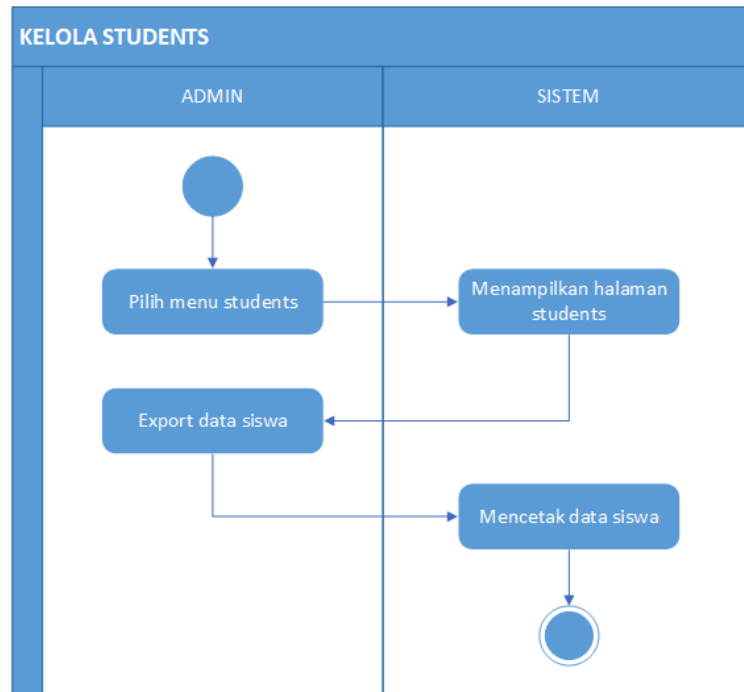 KELOLA STUDENTS
ADMIN
SISTEM
Pilih menu students
Menampilkan halaman
students
Export data siswa
Mencetak data siswa